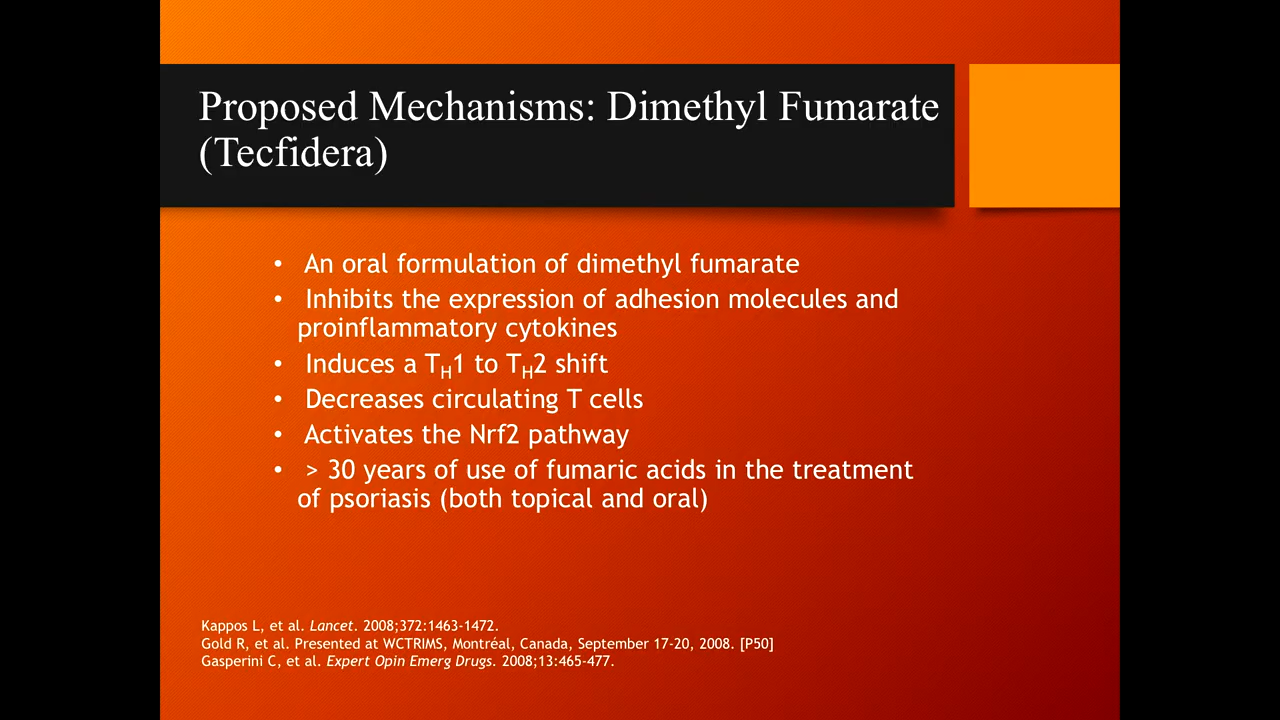 Proposed Mechanisms: Dimethyl Fumarate
(Tecfidera)
• An oral formulation of dimethyl fumarate
• Inhibits the expression of adhesion molecules and
proinflammatory cytokines
• Induces a TH1 to TH2 shift
• Decreases circulating T cells
• Activates the Nrf2 pathway
• > 30 years of use of fumaric acids in the treatment
of psoriasis (both topical and oral)
Kappos L, et al. Lancet. 2008;372:1463-1472.
Gold R, et al. Presented at WCTRIMS, Montréal, Canada, September 17-20, 2008. [P50]
Gasperini C, et al. Expert Opin Emerg Drugs. 2008;13:465-477.